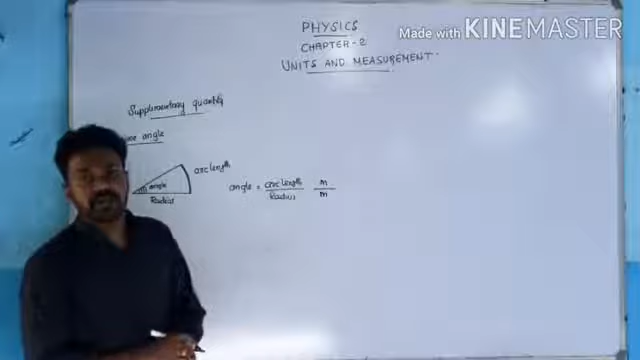 PHYSICS
CHAPTER-2
UNITS AND MEASUREMENT
Made with KINEMASTER
Supplimentary quantity
angle
arc length
angle
Radius
angle = arc length / Radius m / m